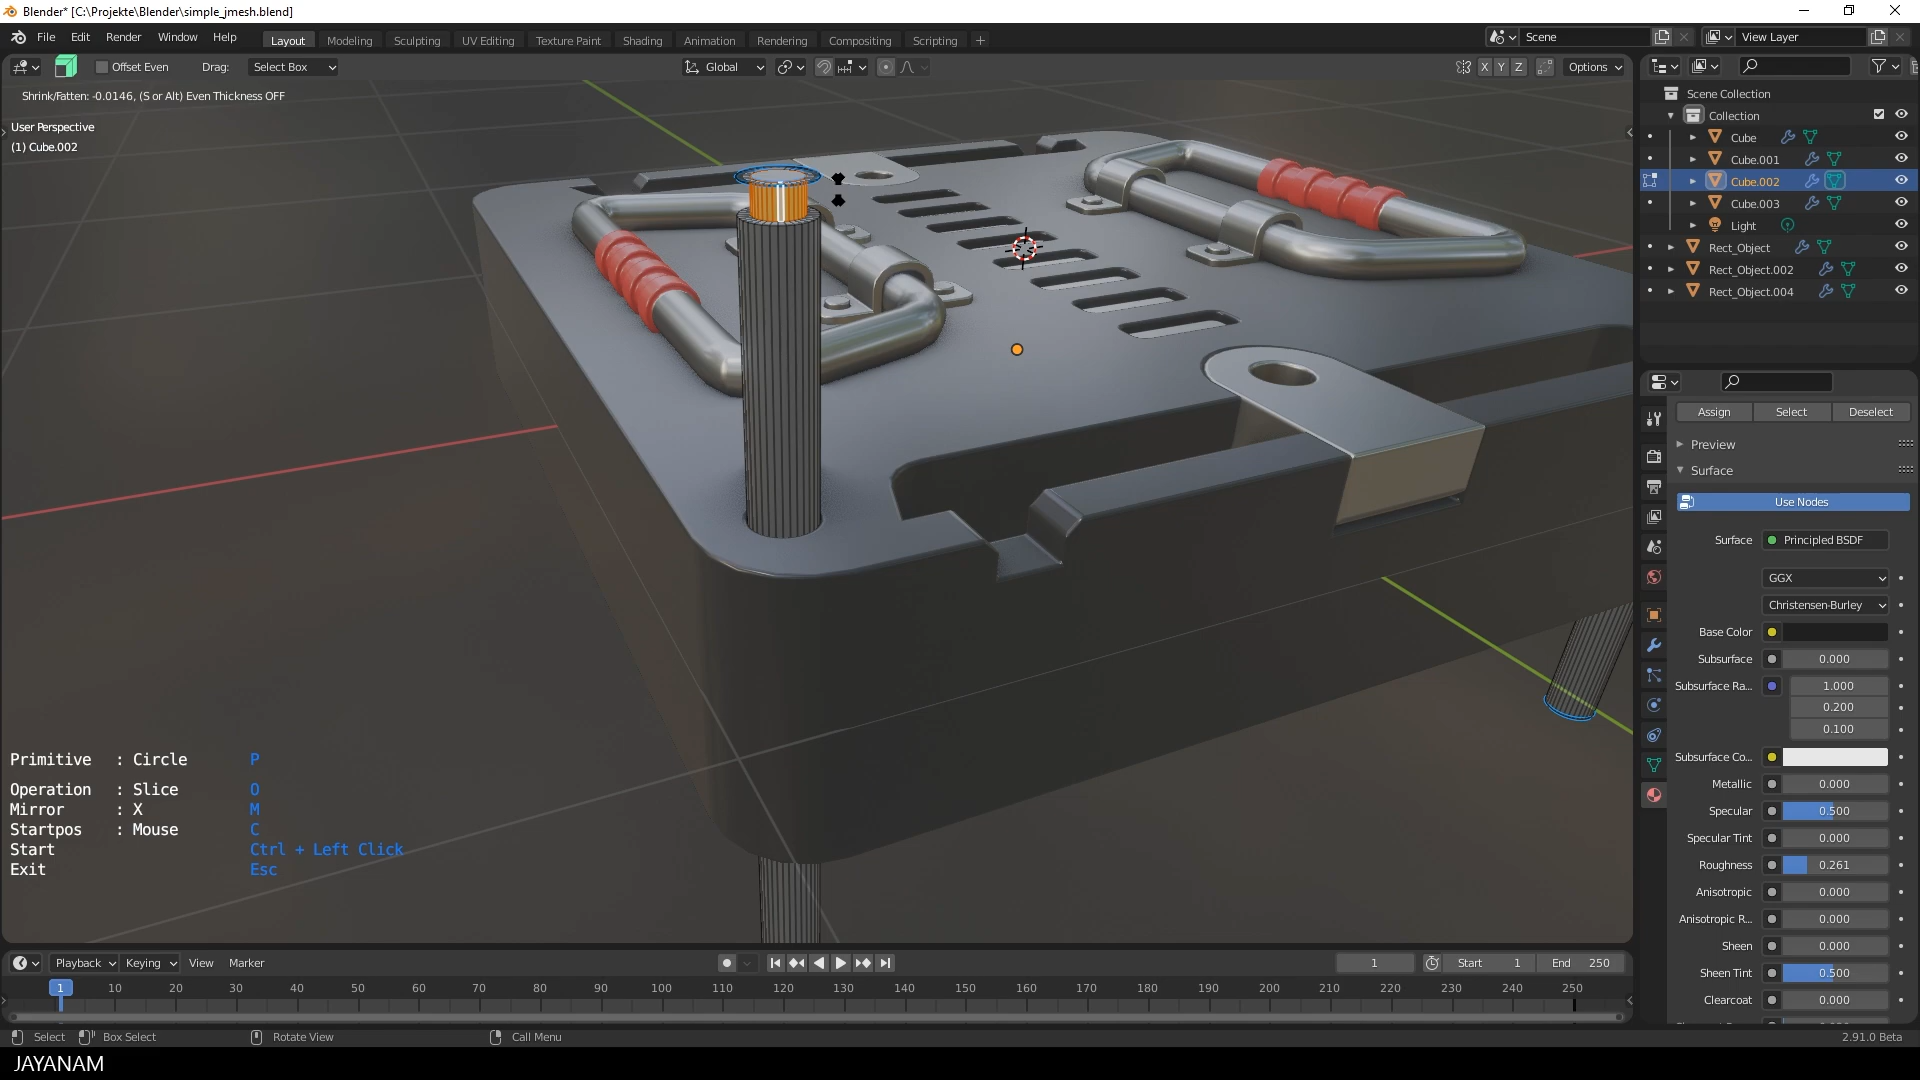 Blender* [C:\Projekte\Blender\simple_jmesh.blend]
File Edit Render Window Help Layout Modeling Sculpting UV Editing Texture Paint Shading Animation Rendering Compositing Scripting + Scene View Layer
Offset Even Drag: Select Box Global X Y Z Options
Shrink/Fatten: -0.0146, (S or Alt) Even Thickness OFF
User Perspective
(1) Cube.002
Scene Collection
Collection
Cube
Cube.001
Cube.002
Cube.003
Light
Rect_Object
Rect_Object.002
Rect_Object.004
Assign Select Deselect
Preview
Surface
Use Nodes
Surface Principled BSDF
GGX
Christensen-Burley
Base Color
Subsurface 0.000
Subsurface Ra... 1.000
0.200
0.100
Subsurface Co...
Metallic 0.000
Specular 0.500
Specular Tint 0.000
Roughness 0.261
Anisotropic 0.000
Anisotropic R... 0.000
Sheen 0.000
Sheen Tint 0.500
Clearcoat 0.000
Primitive : Circle P
Operation : Slice O
Mirror : X M
Startpos : Mouse C
Start Ctrl + Left Click
Exit Esc
Playback Keying View Marker 1 Start 1 End 250
1 10 20 30 40 50 60 70 80 90 100 110 120 130 140 150 160 170 180 190 200 210 220 230 240 250
Select Box Select Rotate View Call Menu 2.91.0 Beta
JAYANAM